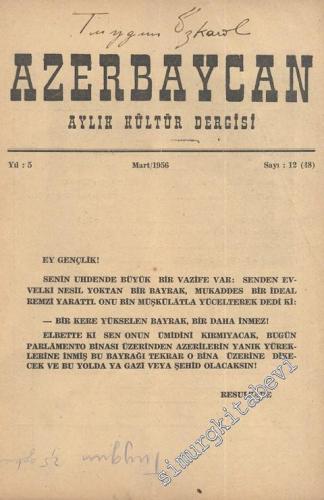 Tuygun Özkarol
AZERBAYCAN
AYLIK KÜLTÜR DERGİSİ
Yıl : 5 Mart/1956 Sayı : 12 (48)
EY GENÇLİK!
SENİN UHDENDE BÜYÜK BİR VAZİFE VAR: SENDEN EV-
VELKİ NESİL YOKTAN BİR BAYRAK, MUKADDES BİR İDEAL
REMZİ YARATTI. ONU BİN MÜŞKÜLÂTLA YÜCELTEREK DEDİ Kİ:
— BİR KERE YÜKSELEN BAYRAK, BİR DAHA İNMEZ!
ELBETTE Kİ SEN ONUN ÜMİDİNİ KIRMIYACAK, BUGÜN
PARLÂMENTO BİNASI ÜZERİNDEN AZERİLERİN YANIK YÜREK-
LERİNE İNMİŞ BU BAYRAĞI TEKRAR O BİNA ÜZERİNE DİKE-
CEK VE BU YOLDA YA GAZİ VEYA ŞEHİD OLACAKSIN!
RESULZADE
Tuygun
simurgkitabevi.com